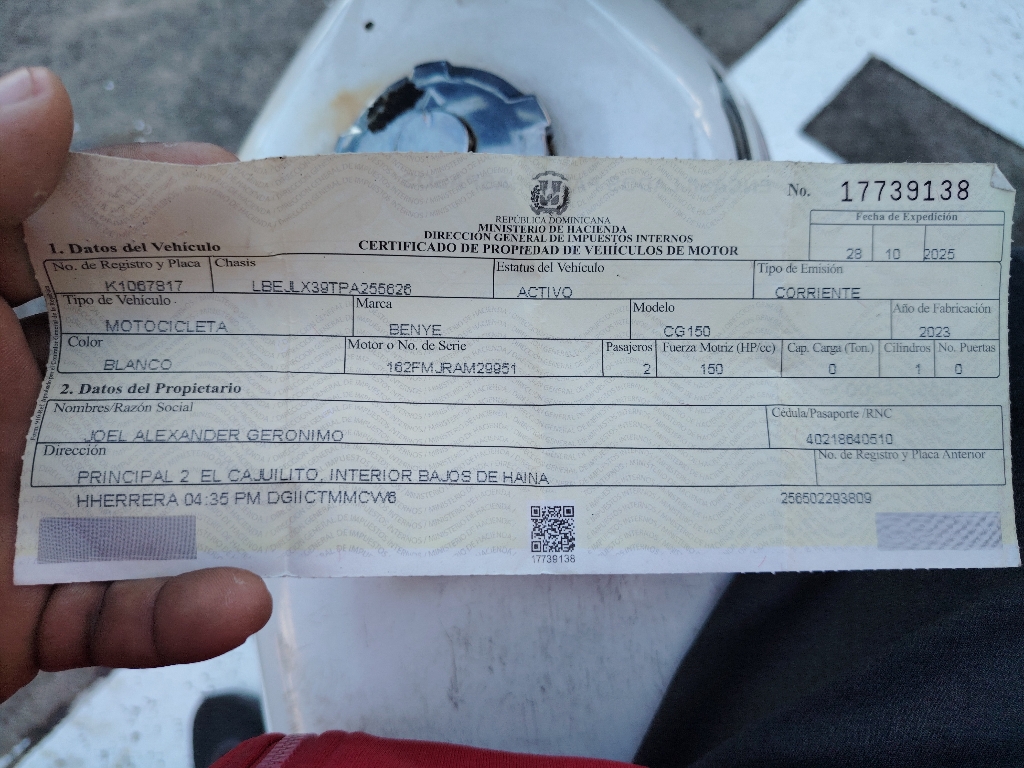 No. 17739138
REPÚBLICA DOMINICANA
MINISTERIO DE HACIENDA
DIRECCIÓN GENERAL DE IMPUESTOS INTERNOS
CERTIFICADO DE PROPIEDAD DE VEHÍCULOS DE MOTOR
Fecha de Expedición
28 10 2025
1. Datos del Vehículo
No. de Registro y Placa Chasis Estatus del Vehículo Tipo de Emisión
K1067817 LBEJLX39TPA255626 ACTIVO CORRIENTE
Tipo de Vehículo Marca Modelo Año de Fabricación
MOTOCICLETA BENYE CG150 2023
Color Motor o No. de Serie Pasajeros Fuerza Motriz (HP/cc) Cap. Carga (Ton.) Cilindros No. Puertas
BLANCO 162FMJRAM29951 2 150 0 1 0
2. Datos del Propietario
Nombres/Razón Social Cédula/Pasaporte /RNC
JOEL ALEXANDER GERONIMO 40218640510
Dirección No. de Registro y Placa Anterior
PRINCIPAL 2 EL CAJUILITO, INTERIOR BAJOS DE HAINA
HHERRERA 04:35 PM DGIICTMMCW6 256502293809
17739138